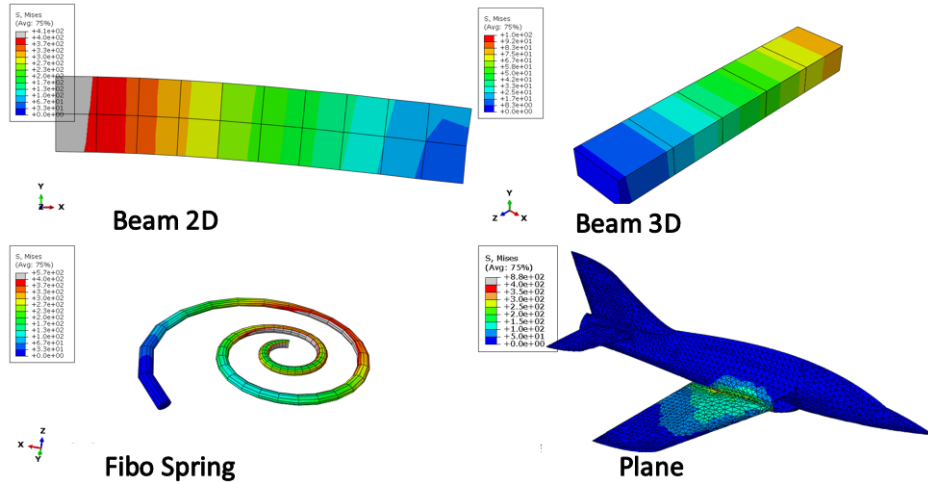 S, Mises
(Avg: 75%)
+4.1e+02
+4.0e+02
+3.7e+02
+3.3e+02
+3.0e+02
+2.7e+02
+2.3e+02
+2.0e+02
+1.7e+02
+1.3e+02
+1.0e+02
+6.7e+01
+3.3e+01
+0.0e+00
Y
Z X
Beam 2D
S, Mises
(Avg: 75%)
+1.0e+02
+9.2e+01
+8.3e+01
+7.5e+01
+6.7e+01
+5.8e+01
+5.0e+01
+4.2e+01
+3.3e+01
+2.5e+01
+1.7e+01
+8.3e+00
+0.0e+00
Y
Z X
Beam 3D
S, Mises
(Avg: 75%)
+5.7e+02
+4.0e+02
+3.7e+02
+3.3e+02
+3.0e+02
+2.7e+02
+2.3e+02
+2.0e+02
+1.7e+02
+1.3e+02
+1.0e+02
+6.7e+01
+3.3e+01
+0.0e+00
Z
X
Y
Fibo Spring
S, Mises
(Avg: 75%)
+8.8e+02
+4.0e+02
+3.5e+02
+3.0e+02
+2.5e+02
+2.0e+02
+1.5e+02
+1.0e+02
+5.0e+01
+0.0e+00
Plane